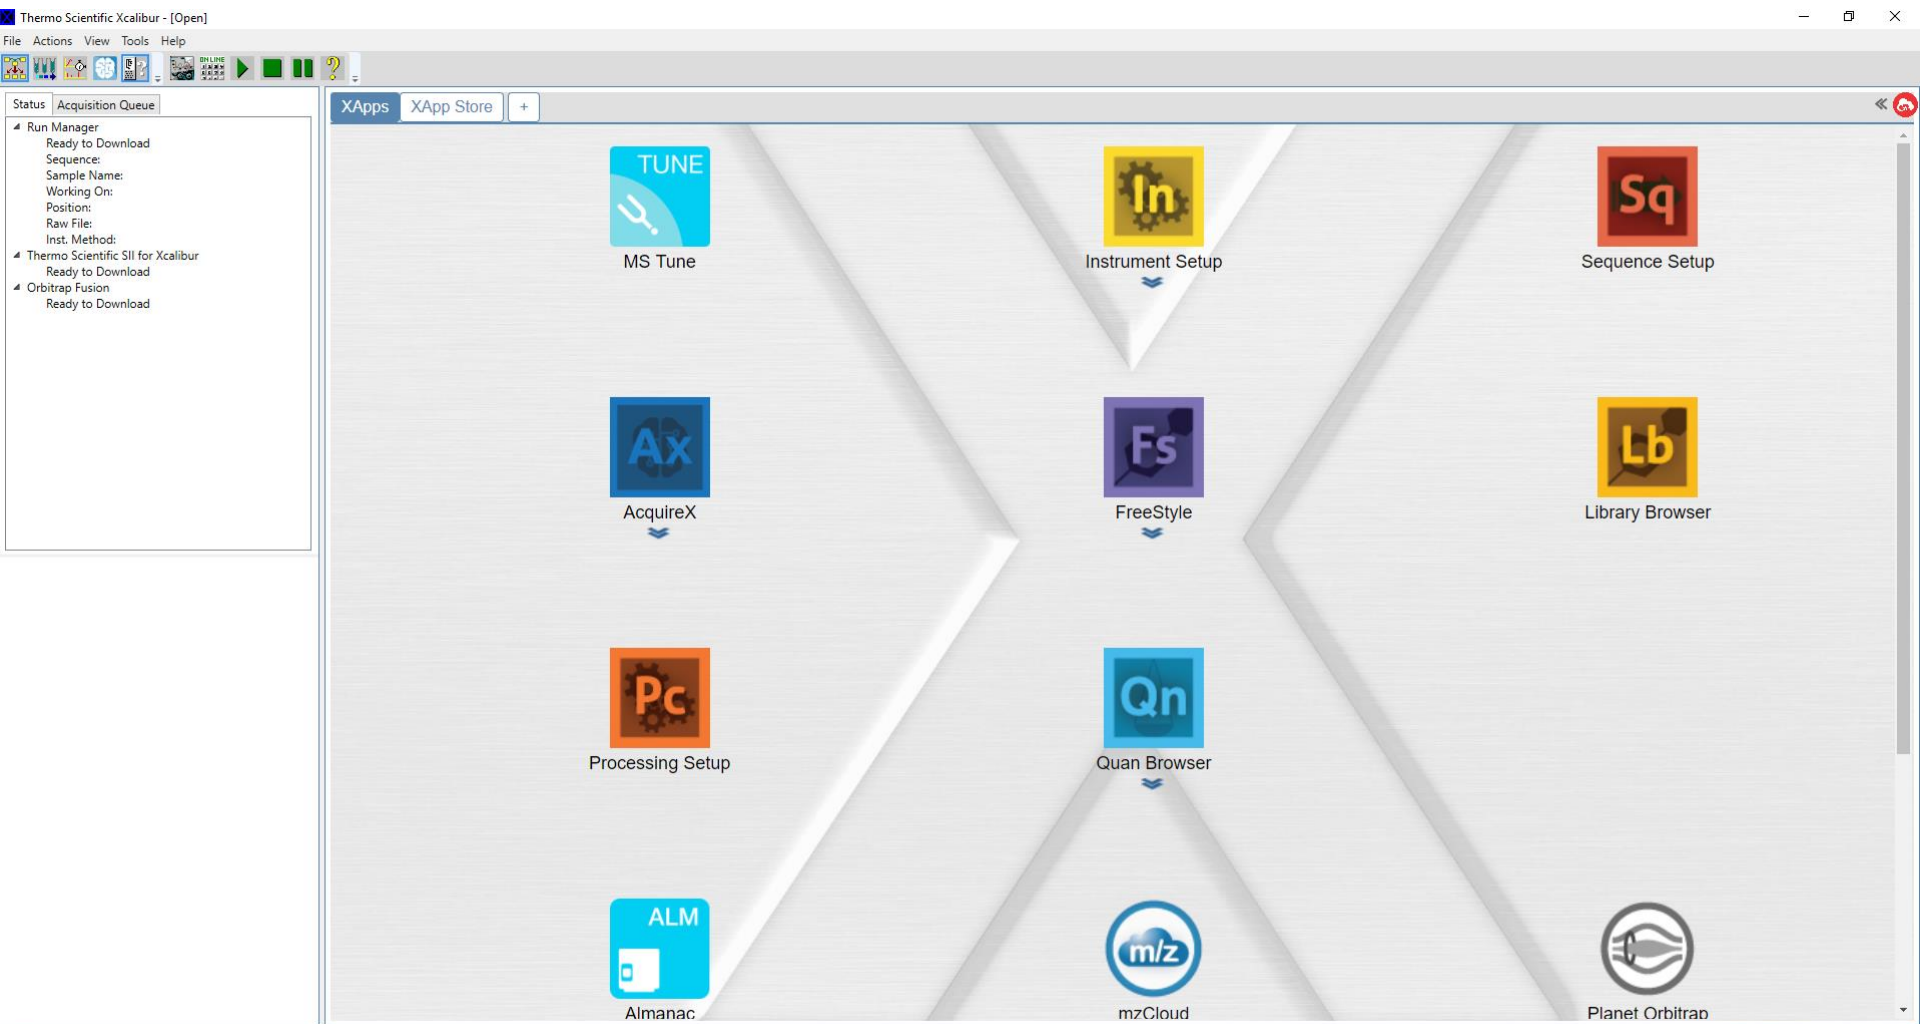 Thermo Scientific Xcalibur - [Open]
File Actions View Tools Help
ONLINE
Status Acquisition Queue
Run Manager
Ready to Download
Sequence:
Sample Name:
Working On:
Position:
Raw File:
Inst. Method:
Thermo Scientific SII for Xcalibur
Ready to Download
Orbitrap Fusion
Ready to Download
XApps XApp Store +
TUNE
MS Tune
In
Instrument Setup
Sq
Sequence Setup
Ax
AcquireX
Fs
FreeStyle
Lb
Library Browser
Pc
Processing Setup
Qn
Quan Browser
ALM
Almanac
m/z
mzCloud
Planet Orbitrap